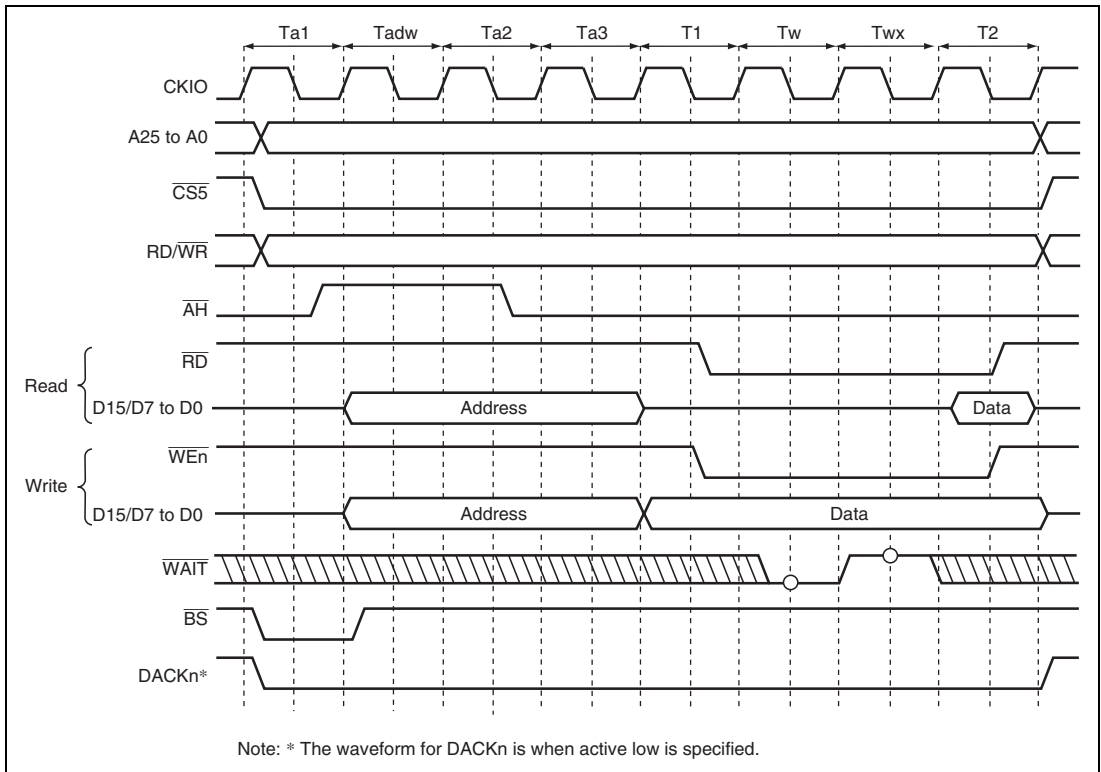 Ta1 Tadw Ta2 Ta3 T1 Tw Twx T2
CKIO
A25 to A0
CS5
RD/WR
AH
RD
Read
D15/D7 to D0 Address Data
WEn
Write
D15/D7 to D0 Address Data
WAIT
BS
DACKn*
Note: * The waveform for DACKn is when active low is specified.